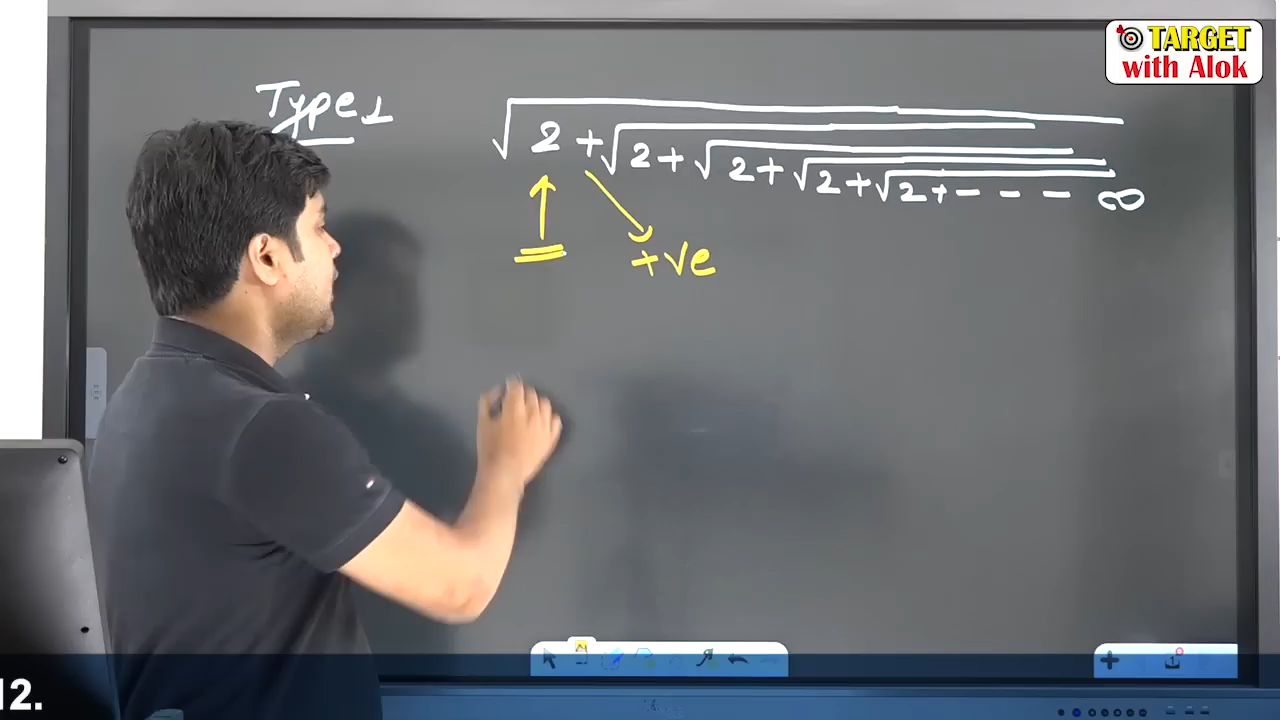 TARGET
with Alok
Type 1
√2 + √2 + √2 + √2 + √2 + - - - ∞
+ve
12.